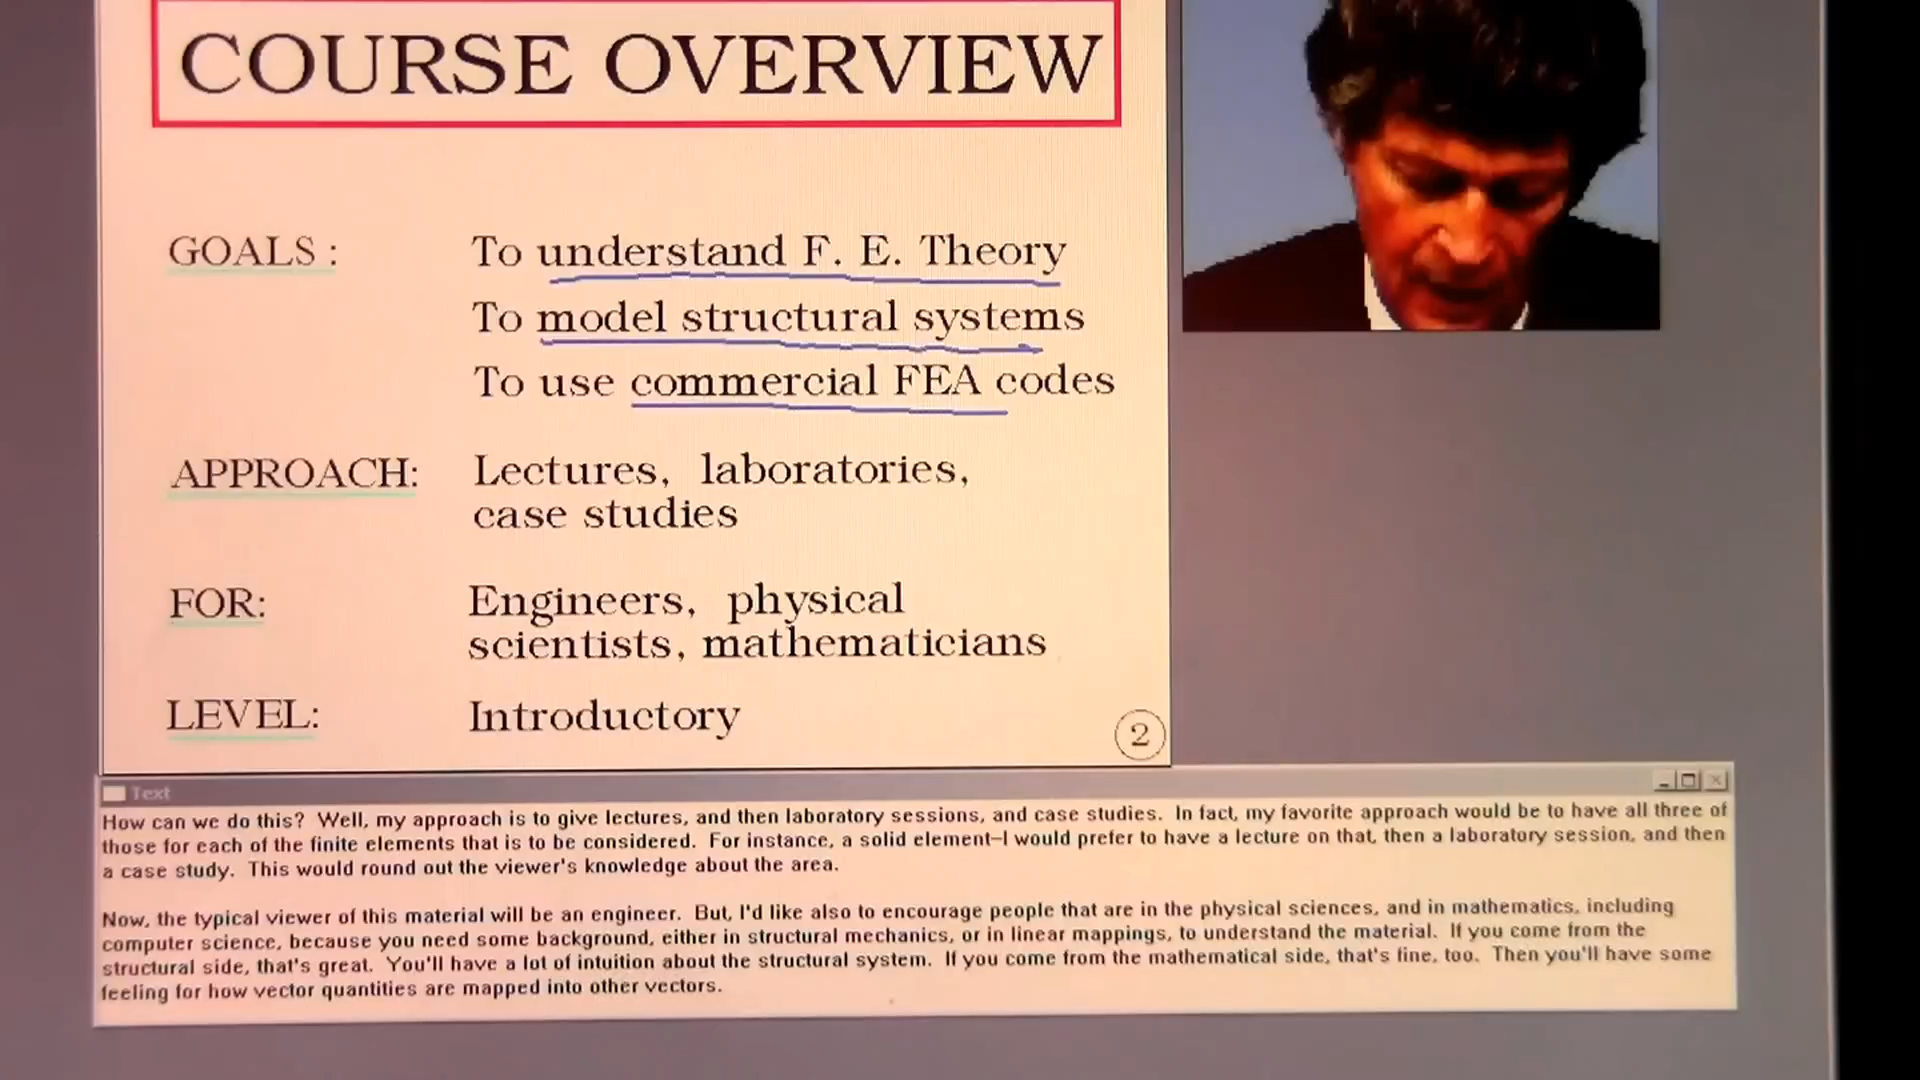 COURSE OVERVIEW
GOALS : To understand F. E. Theory
To model structural systems
To use commercial FEA codes
APPROACH: Lectures, laboratories,
case studies
FOR: Engineers, physical
scientists, mathematicians
LEVEL: Introductory
2
Text
How can we do this? Well, my approach is to give lectures, and then laboratory sessions, and case studies. In fact, my favorite approach would be to have all three of
those for each of the finite elements that is to be considered. For instance, a solid element–I would prefer to have a lecture on that, then a laboratory session, and then
a case study. This would round out the viewer's knowledge about the area.
Now, the typical viewer of this material will be an engineer. But, I'd like also to encourage people that are in the physical sciences, and in mathematics, including
computer science, because you need some background, either in structural mechanics, or in linear mappings, to understand the material. If you come from the
structural side, that's great. You'll have a lot of intuition about the structural system. If you come from the mathematical side, that's fine, too. Then you'll have some
feeling for how vector quantities are mapped into other vectors.